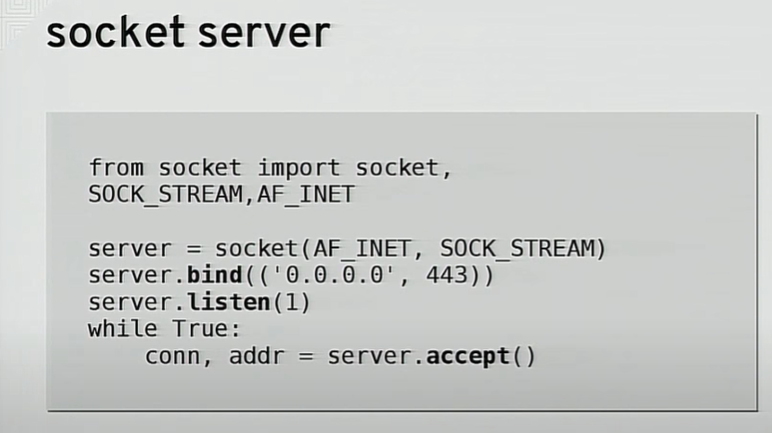 socket server
from socket import socket,
SOCK_STREAM,AF_INET
server = socket(AF_INET, SOCK_STREAM)
server.bind(('0.0.0.0', 443))
server.listen(1)
while True:
    conn, addr = server.accept()